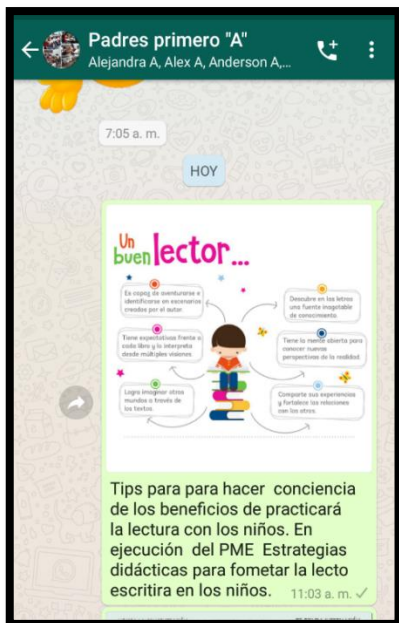 Padres primero "A"
Alejandra A, Alex A, Anderson A,...
7:05 a. m.
HOY
Un
buen lector...
Es capaz de aventurarse e
identificarse en escenarios
creados por el autor.
Descubre en las letras
una fuente inagotable
de conocimiento.
Tiene expectativas frente a
cada libro y lo interpreta
desde múltiples visiones.
Tiene la mente abierta para
conocer nuevas
perspectivas de la realidad.
Logra imaginar otros
mundos a través de
los textos.
Comparte sus experiencias
y fortalece las relaciones
con los otros.
Tips para para hacer conciencia
de los beneficios de practicará
la lectura con los niños. En
ejecución del PME Estrategias
didácticas para fometar la lecto
escritira en los niños. 11:03 a. m.